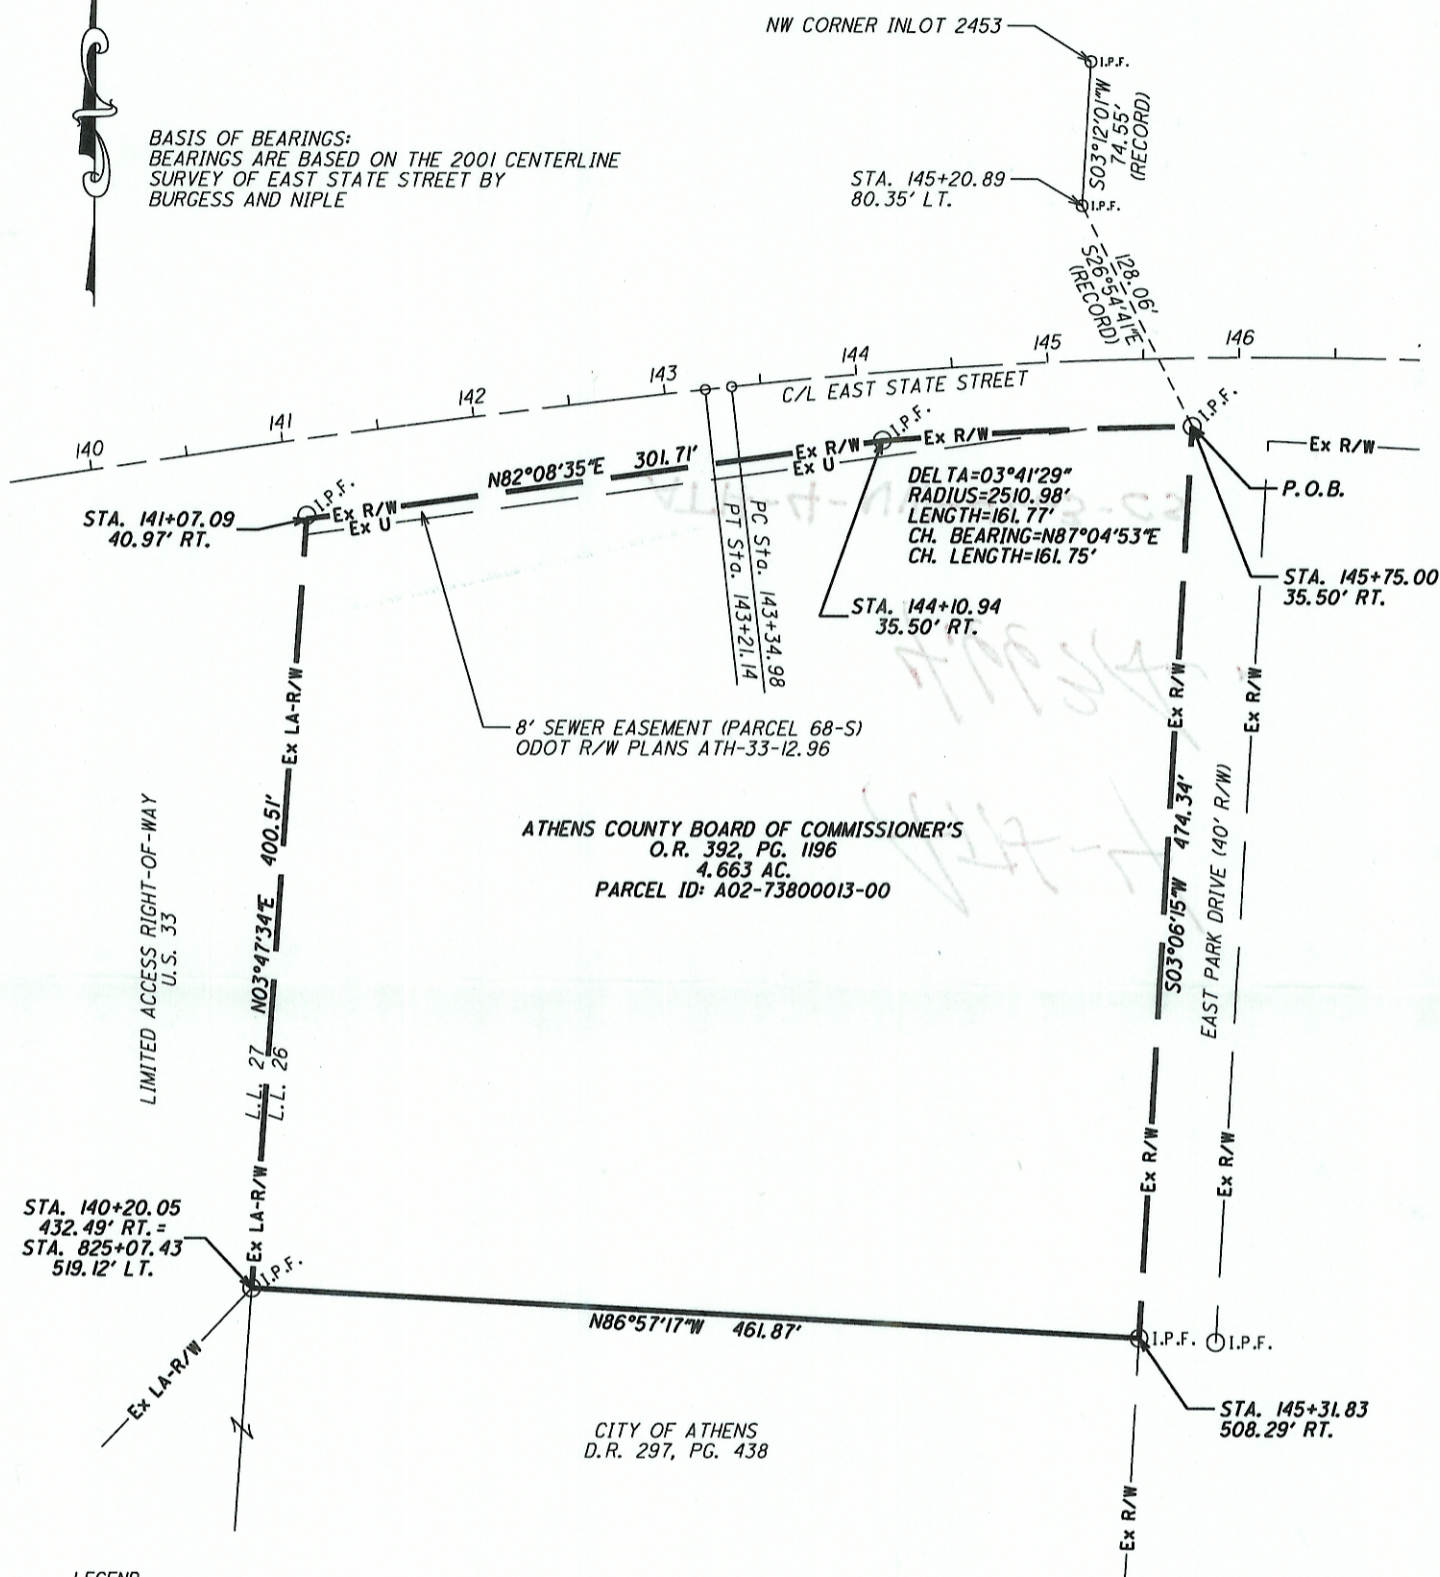 NW CORNER INLOT 2453
I.P.F.
S03°12'01"W
74.55'
(RECORD)
BASIS OF BEARINGS:
BEARINGS ARE BASED ON THE 2001 CENTERLINE
SURVEY OF EAST STATE STREET BY
BURGESS AND NIPLE
STA. 145+20.89
80.35' LT.
I.P.F.
128.06'
S26°54'41"E
(RECORD)
140
141
142
143
144
145
146
C/L EAST STATE STREET
I.P.F.
I.P.F.
Ex R/W
Ex R/W
Ex R/W
Ex U
N82°08'35"E 301.71'
I.P.F.
Ex R/W
Ex U
STA. 141+07.09
40.97' RT.
DELTA=03°41'29"
RADIUS=2510.98'
LENGTH=161.77'
CH. BEARING=N87°04'53"E
CH. LENGTH=161.75'
P.O.B.
STA. 145+75.00
35.50' RT.
STA. 144+10.94
35.50' RT.
PC Sta. 143+34.98
PT Sta. 143+21.14
8' SEWER EASEMENT (PARCEL 68-S)
ODOT R/W PLANS ATH-33-12.96
Ex LA-R/W
Ex R/W
Ex R/W
ATHENS COUNTY BOARD OF COMMISSIONER'S
O.R. 392, PG. 1196
4.663 AC.
PARCEL ID: A02-73800013-00
LIMITED ACCESS RIGHT-OF-WAY
U.S. 33
N03°47'34"E 400.51'
L.L. 27
L.L. 26
S03°06'15"W 474.34'
EAST PARK DRIVE (40' R/W)
Ex LA-R/W
Ex R/W
Ex R/W
STA. 140+20.05
432.49' RT.=
STA. 825+07.43
519.12' LT.
I.P.F.
N86°57'17"W 461.87'
I.P.F.
I.P.F.
Ex LA-R/W
STA. 145+31.83
508.29' RT.
CITY OF ATHENS
D.R. 297, PG. 438
Ex R/W